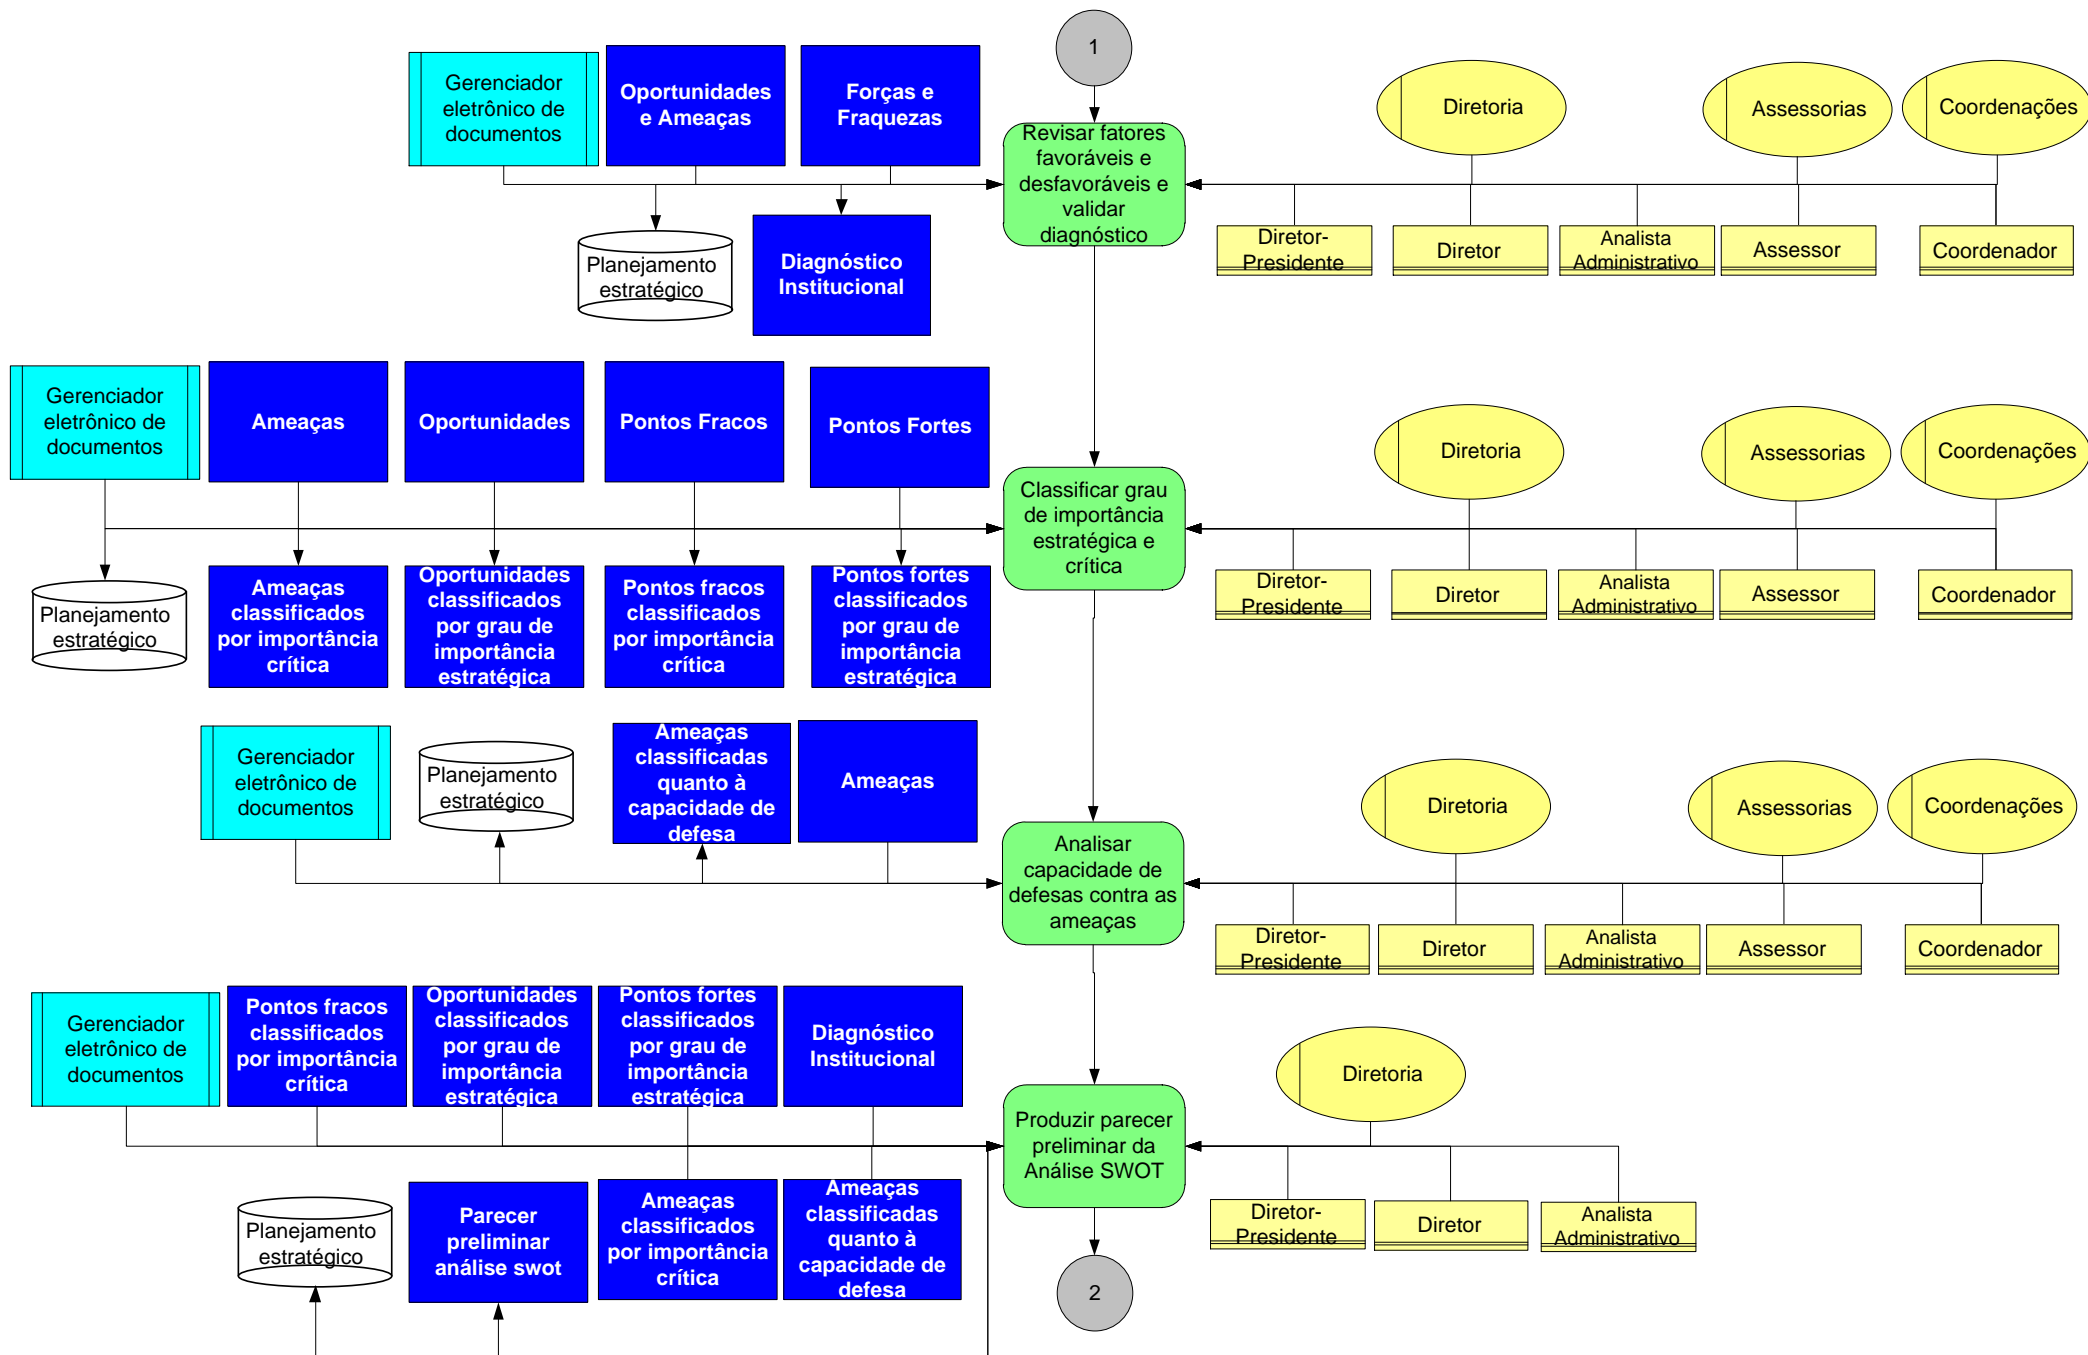 1
Gerenciador
eletrônico de
documentos
Oportunidades
e Ameaças
Forças e
Fraquezas
Revisar fatores
favoráveis e
desfavoráveis e
validar
diagnóstico
Diretoria
Assessorias
Coordenações
Planejamento
estratégico
Diagnóstico
Institucional
Diretor-
Presidente
Diretor
Analista
Administrativo
Assessor
Coordenador
Gerenciador
eletrônico de
documentos
Ameaças
Oportunidades
Pontos Fracos
Pontos Fortes
Classificar grau
de importância
estratégica e
crítica
Diretoria
Assessorias
Coordenações
Planejamento
estratégico
Ameaças
classificados
por importância
crítica
Oportunidades
classificados
por grau de
importância
estratégica
Pontos fracos
classificados
por importância
crítica
Pontos fortes
classificados
por grau de
importância
estratégica
Diretor-
Presidente
Diretor
Analista
Administrativo
Assessor
Coordenador
Gerenciador
eletrônico de
documentos
Planejamento
estratégico
Ameaças
classificadas
quanto à
capacidade de
defesa
Ameaças
Analisar
capacidade de
defesas contra as
ameaças
Diretoria
Assessorias
Coordenações
Diretor-
Presidente
Diretor
Analista
Administrativo
Assessor
Coordenador
Gerenciador
eletrônico de
documentos
Pontos fracos
classificados
por importância
crítica
Oportunidades
classificados
por grau de
importância
estratégica
Pontos fortes
classificados
por grau de
importância
estratégica
Diagnóstico
Institucional
Produzir parecer
preliminar da
Análise SWOT
Diretoria
Planejamento
estratégico
Parecer
preliminar
análise swot
Ameaças
classificados
por importância
crítica
Ameaças
classificadas
quanto à
capacidade de
defesa
Diretor-
Presidente
Diretor
Analista
Administrativo
2